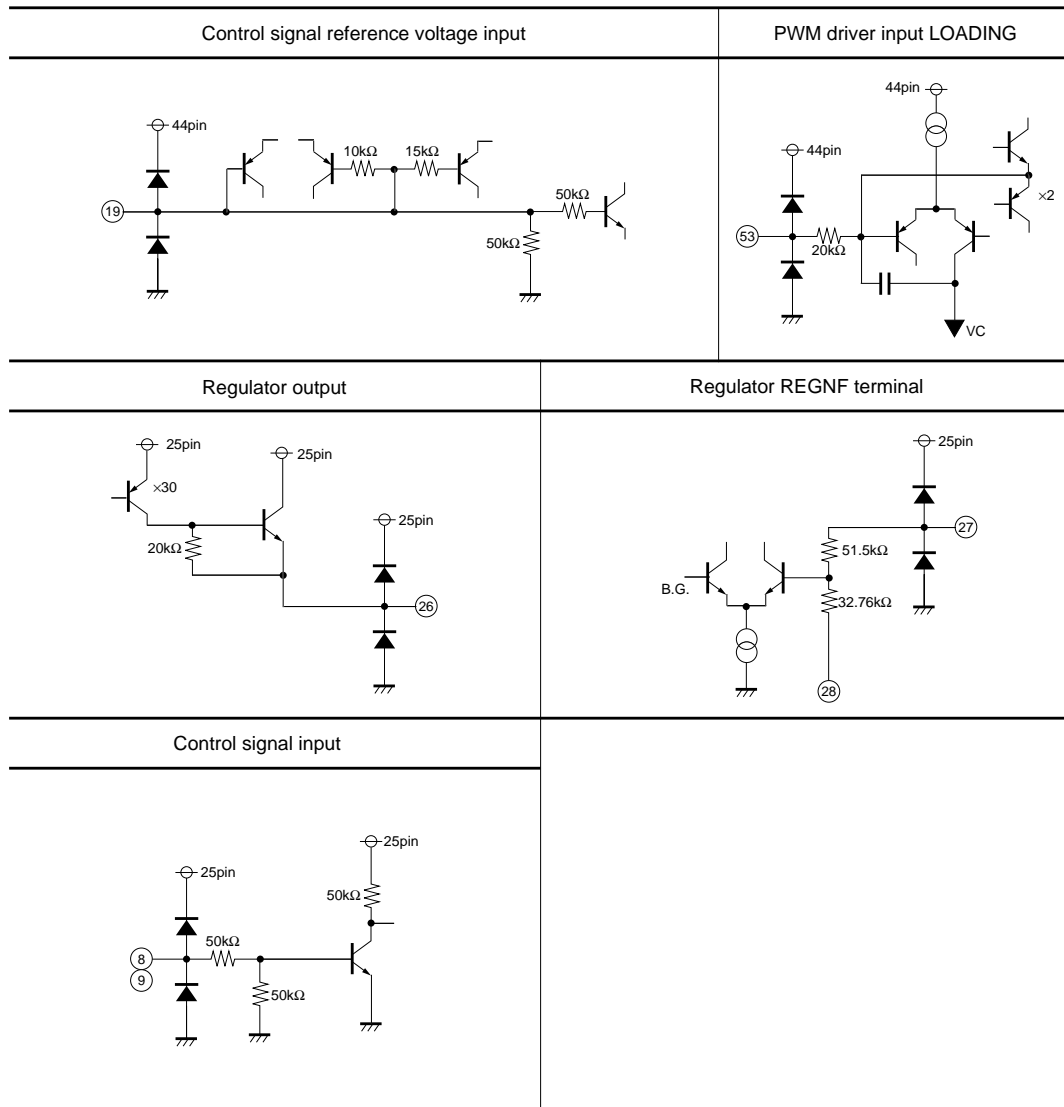 Control signal reference voltage input
44pin
10kΩ
15kΩ
50kΩ
50kΩ
19
PWM driver input LOADING
44pin
44pin
×2
53
20kΩ
VC
Regulator output
25pin
25pin
×30
25pin
20kΩ
26
Regulator REGNF terminal
25pin
27
51.5kΩ
B.G.
32.76kΩ
28
Control signal input
25pin
25pin
50kΩ
50kΩ
8
9
50kΩ